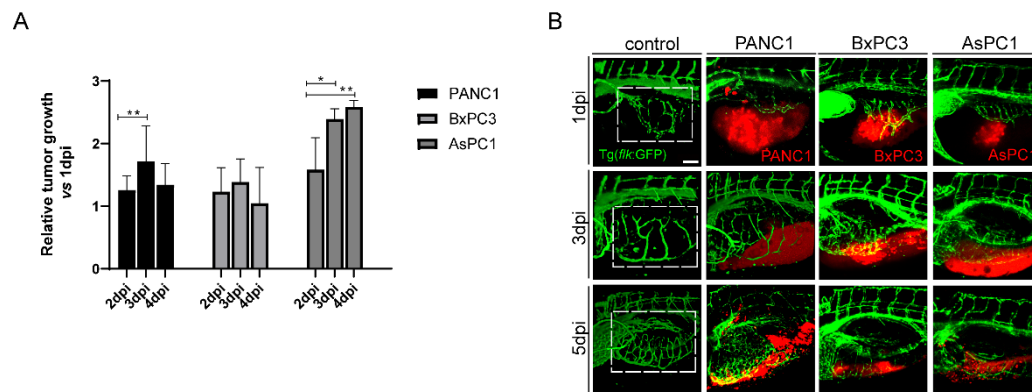 A
Relative tumor growth
vs 1dpi
3
2
1
0
*
**
**
2dpi
3dpi
4dpi
2dpi
3dpi
4dpi
2dpi
3dpi
4dpi
PANC1
BxPC3
AsPC1
B
control
PANC1
BxPC3
AsPC1
1dpi
Tg(flk:GFP)
PANC1
BxPC3
AsPC1
3dpi
5dpi